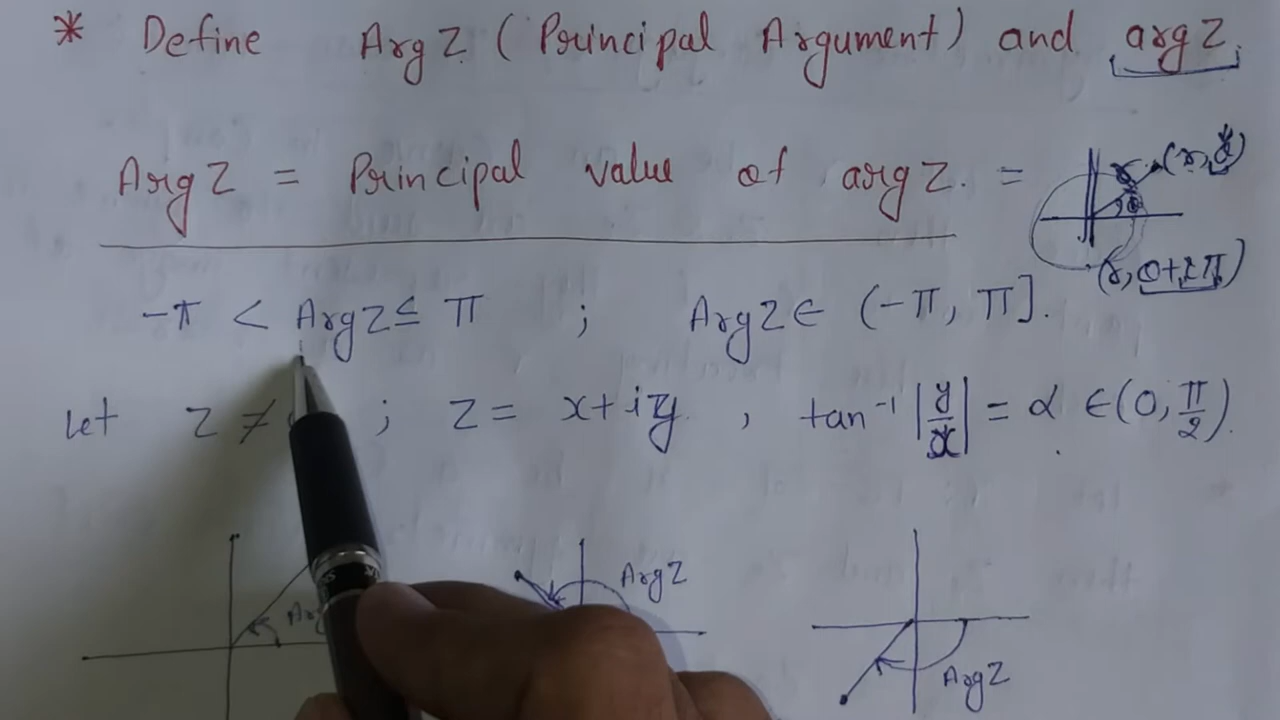 * Define Arg Z (Principal Argument) and arg z.
Arg Z = Principal value of arg z. =
(r, θ+2π)
-π < Arg Z ≤ π ; Arg Z ∈ (-π, π].
Let Z ≠ ; Z = x+iy , tan⁻¹ |y/x| = α ∈ (0, π/2).
Arg Z
Arg Z